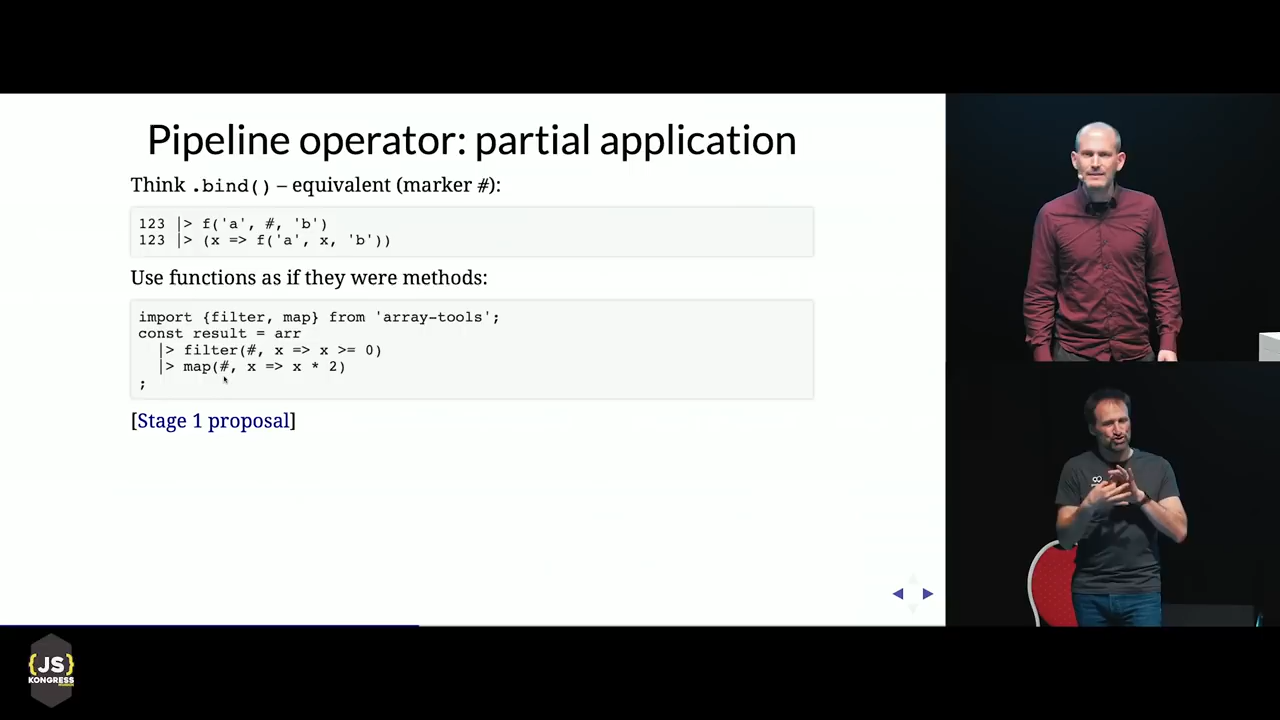 Pipeline operator: partial application
Think .bind() – equivalent (marker #):
123 |> f('a', #, 'b')
123 |> (x => f('a', x, 'b'))
Use functions as if they were methods:
import {filter, map} from 'array-tools';
const result = arr
  |> filter(#, x => x >= 0)
  |> map(#, x => x * 2)
;
[Stage 1 proposal]
{JS}
KONGRESS